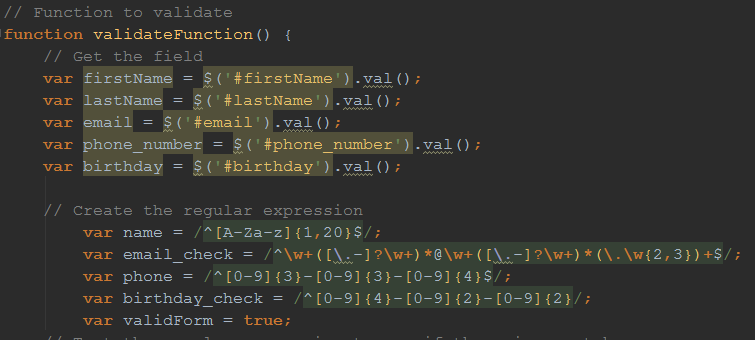 // Function to validate
function validateFunction() {
// Get the field
var firstName = $('#firstName').val();
var lastName = $('#lastName').val();
var email = $('#email').val();
var phone_number = $('#phone_number').val();
var birthday = $('#birthday').val();
// Create the regular expression
var name = /^[A-Za-z]{1,20}$/;
var email_check = /^\w+([\.-]?\w+)*@\w+([\.-]?\w+)*(\.\w{2,3})+$/;
var phone = /^[0-9]{3}-[0-9]{3}-[0-9]{4}$/;
var birthday_check = /^[0-9]{4}-[0-9]{2}-[0-9]{2}/;
var validForm = true;